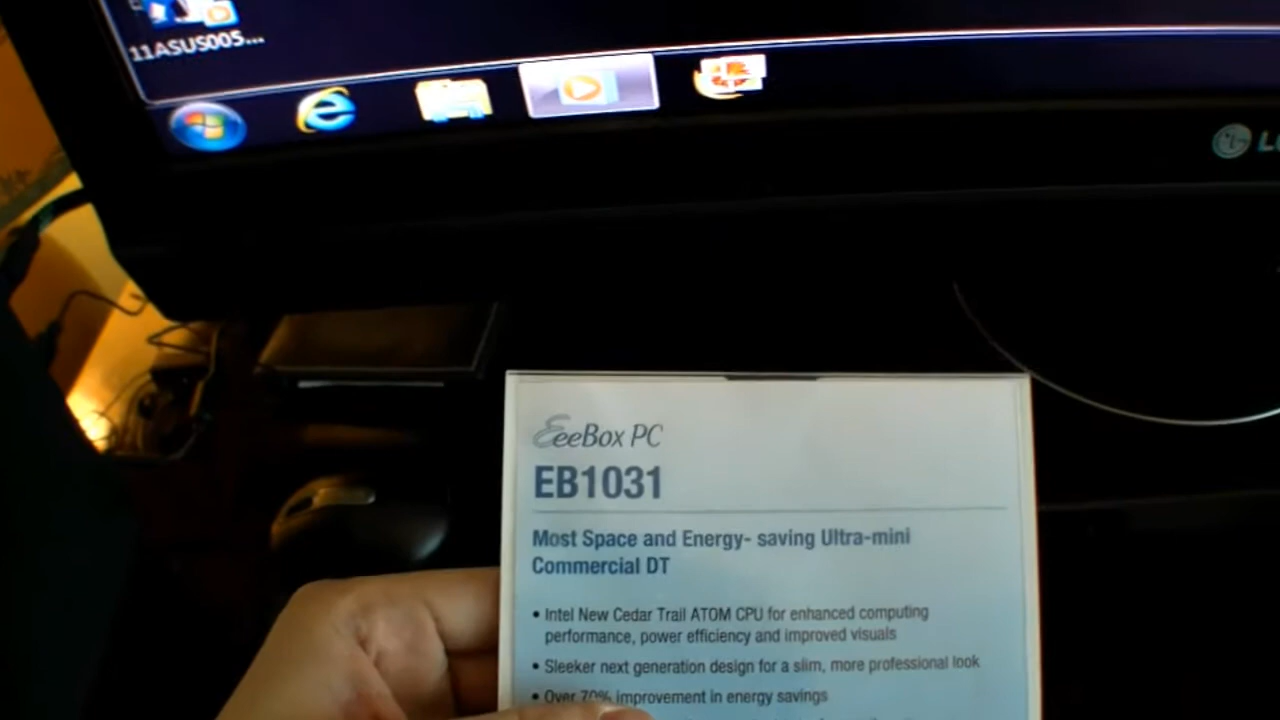 11ASUS005...
EeeBox PC
EB1031
Most Space and Energy- saving Ultra-mini
Commercial DT
• Intel New Cedar Trail ATOM CPU for enhanced computing
performance, power efficiency and improved visuals
• Sleeker next generation design for a slim, more professional look
• Over 70% improvement in energy savings